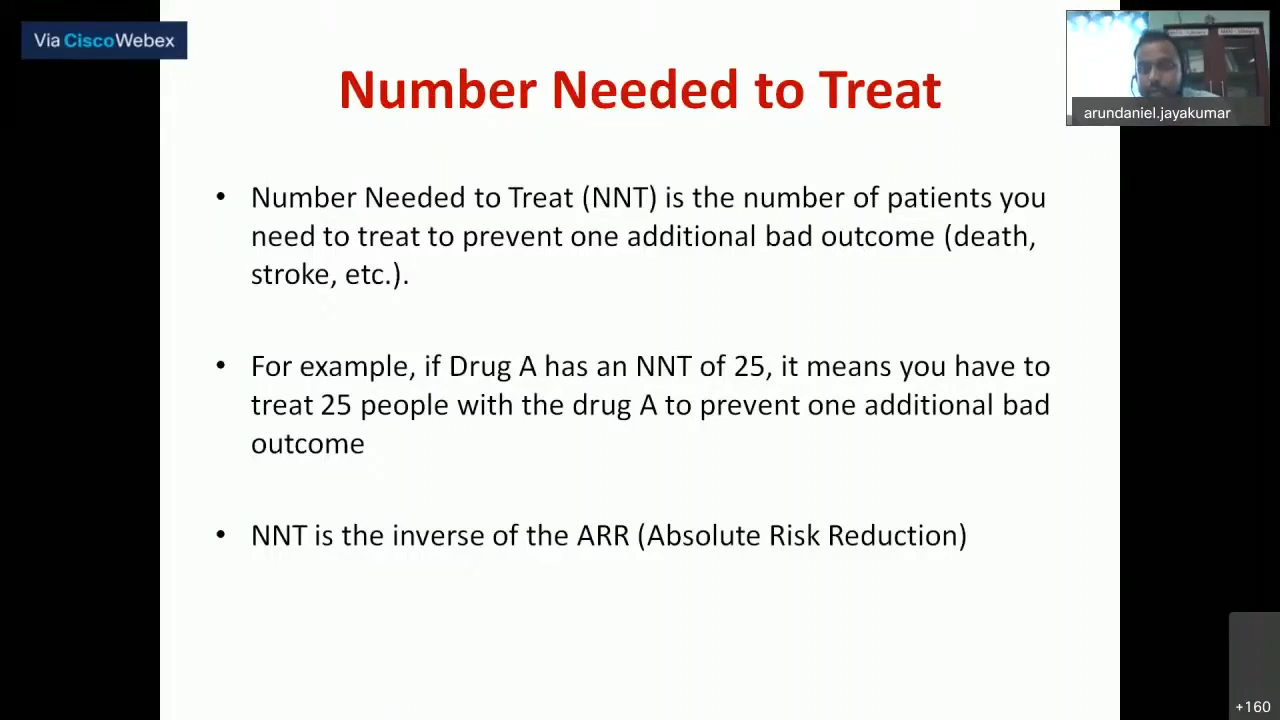 Via Cisco Webex
Number Needed to Treat
arundaniel.jayakumar
• Number Needed to Treat (NNT) is the number of patients you
need to treat to prevent one additional bad outcome (death,
stroke, etc.).
• For example, if Drug A has an NNT of 25, it means you have to
treat 25 people with the drug A to prevent one additional bad
outcome
• NNT is the inverse of the ARR (Absolute Risk Reduction)
+160